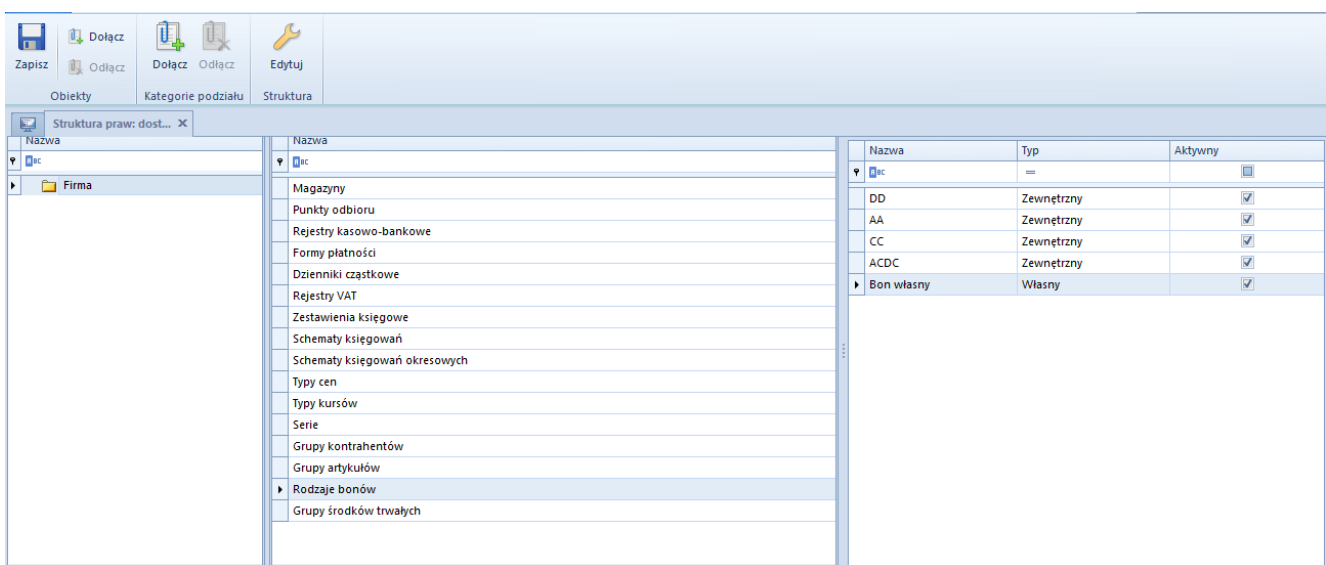 Zapisz
Dołącz
Odłącz
Obiekty
Dołącz Odłącz
Kategorie podziału
Edytuj
Struktura
Struktura praw: dost... X
Nazwa
ABC
Firma
Nazwa
ABC
Magazyny
Punkty odbioru
Rejestry kasowo-bankowe
Formy płatności
Dzienniki cząstkowe
Rejestry VAT
Zestawienia księgowe
Schematy księgowań
Schematy księgowań okresowych
Typy cen
Typy kursów
Serie
Grupy kontrahentów
Grupy artykułów
Rodzaje bonów
Grupy środków trwałych
Nazwa Typ Aktywny
ABC =
DD Zewnętrzny
AA Zewnętrzny
CC Zewnętrzny
ACDC Zewnętrzny
Bon własny Własny